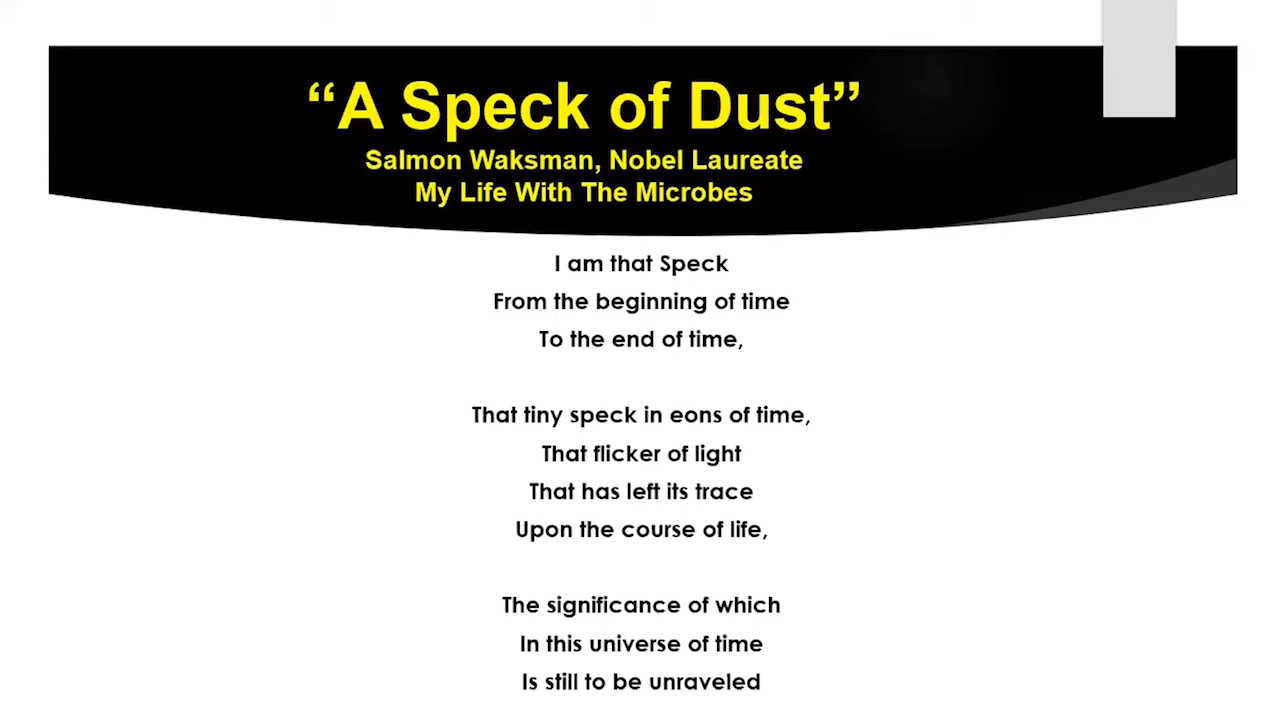 “A Speck of Dust”
Salmon Waksman, Nobel Laureate
My Life With The Microbes
I am that Speck
From the beginning of time
To the end of time,
That tiny speck in eons of time,
That flicker of light
That has left its trace
Upon the course of life,
The significance of which
In this universe of time
Is still to be unraveled